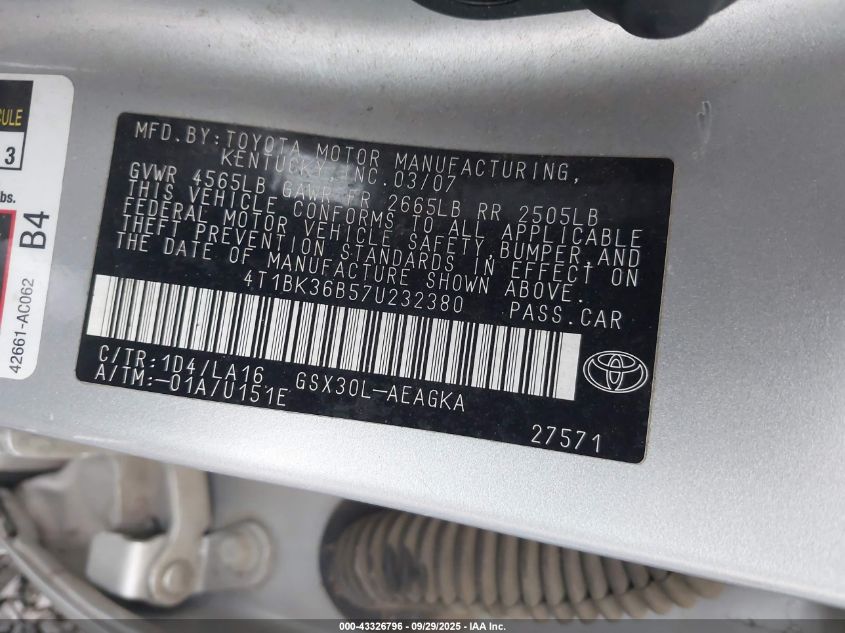 CULE
3
bs.
B4
42661-AC062
MFD.BY:TOYOTA MOTOR MANUFACTURING,
KENTUCKY, INC. 03/07
GVWR 4565LB GAWR FR 2665LB RR 2505LB
THIS VEHICLE CONFORMS TO ALL APPLICABLE
FEDERAL MOTOR VEHICLE SAFETY, BUMPER, AND
THEFT PREVENTION STANDARDS IN EFFECT ON
THE DATE OF MANUFACTURE SHOWN ABOVE.
4T1BK36B57U232380 PASS.CAR
C/TR:1D4/LA16 GSX30L-AEAGKA
A/TM:-01A/U151E
27571
000-43326796 - 09/29/2025 - IAA Inc.